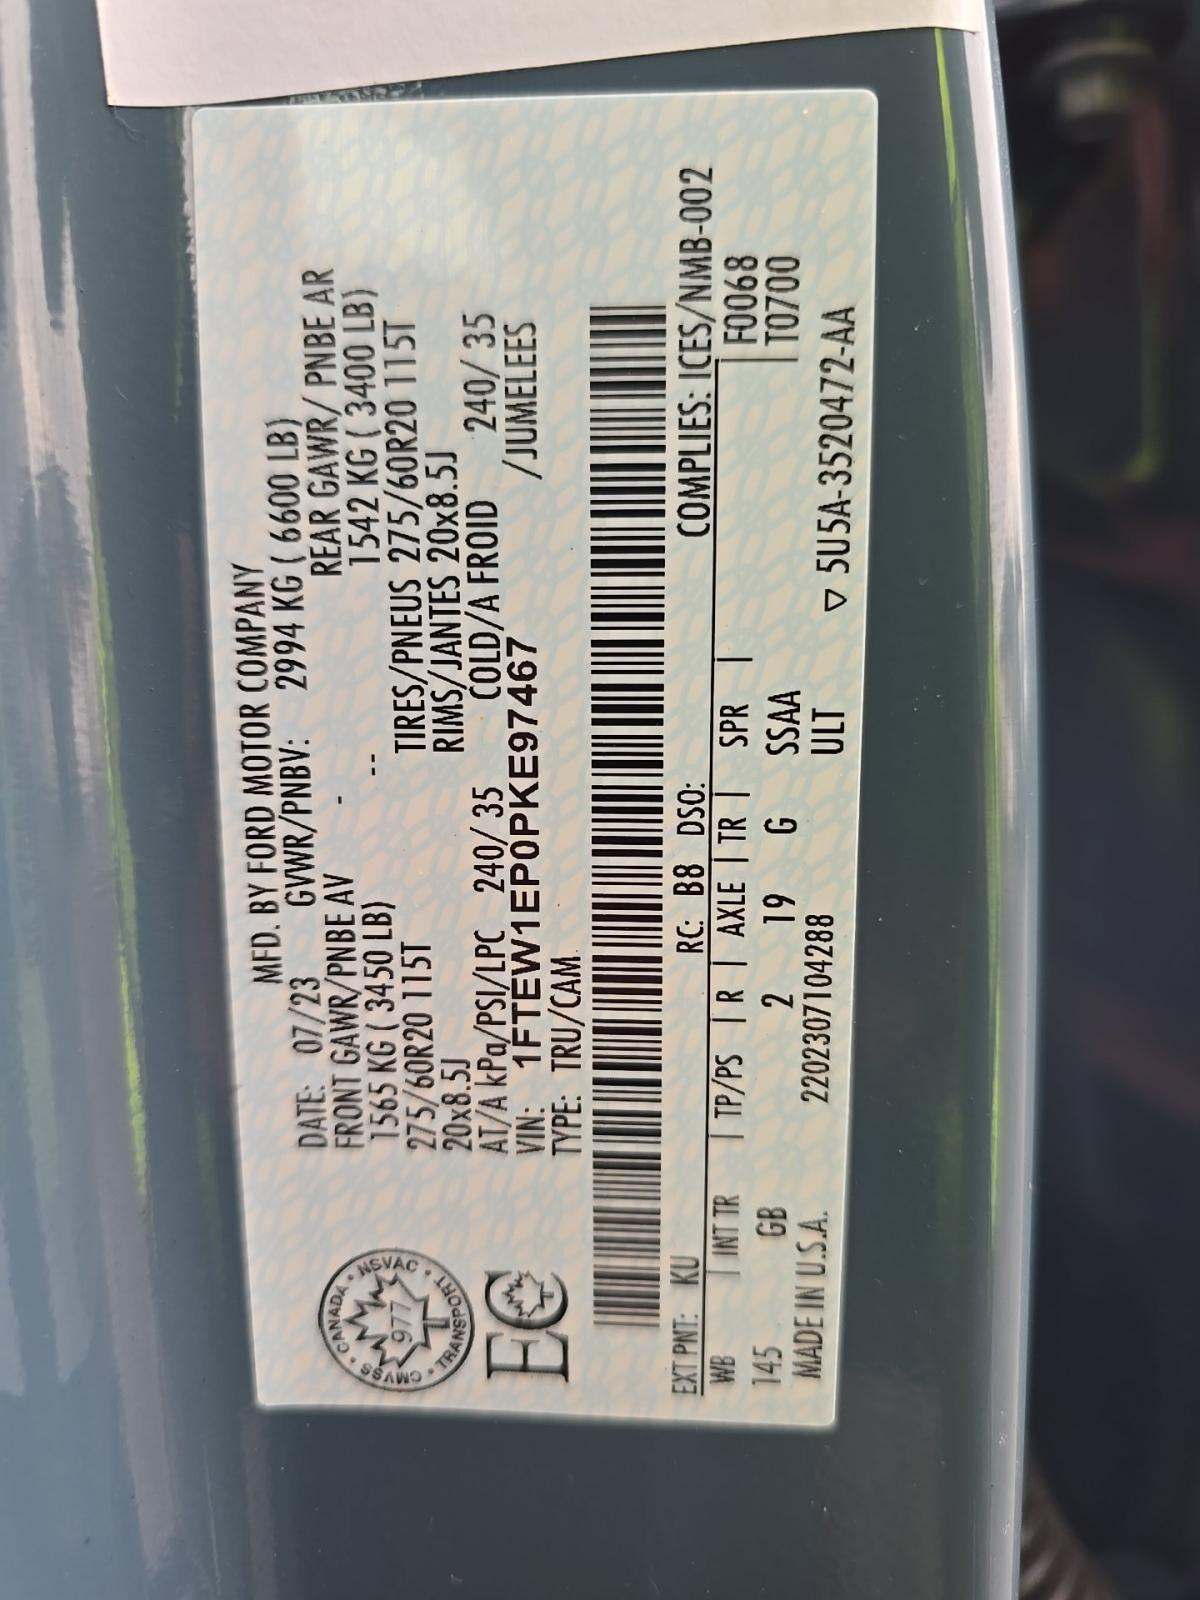 MFD. BY FORD MOTOR COMPANY
DATE: 07/23 GVWR/PNBV: 2994 KG ( 6600 LB)
FRONT GAWR/PNBE AV - REAR GAWR/ PNBE AR
1565 KG ( 3450 LB) -- 1542 KG ( 3400 LB)
275/60R20 115T TIRES/PNEUS 275/60R20 115T
20x8.5J RIMS/JANTES 20x8.5J
AT/A kPa/PSI/LPC 240/ 35 COLD/A FROID 240/ 35
VIN: 1FTEW1EP0PKE97467 /JUMELEES
TYPE: TRU/CAM
CANADA • NSVAC • TRANSPORT • CMVSS •
977
EC
COMPLIES: ICES/NMB-002
EXT PNT: KU RC: B8 DSO:
WB | INT TR | TP/PS | R | AXLE | TR | SPR | F0068
145 GB 2 19 G SSAA | T0700
MADE IN U.S.A. 2202307104288 ULT ▽ 5U5A-3520472-AA